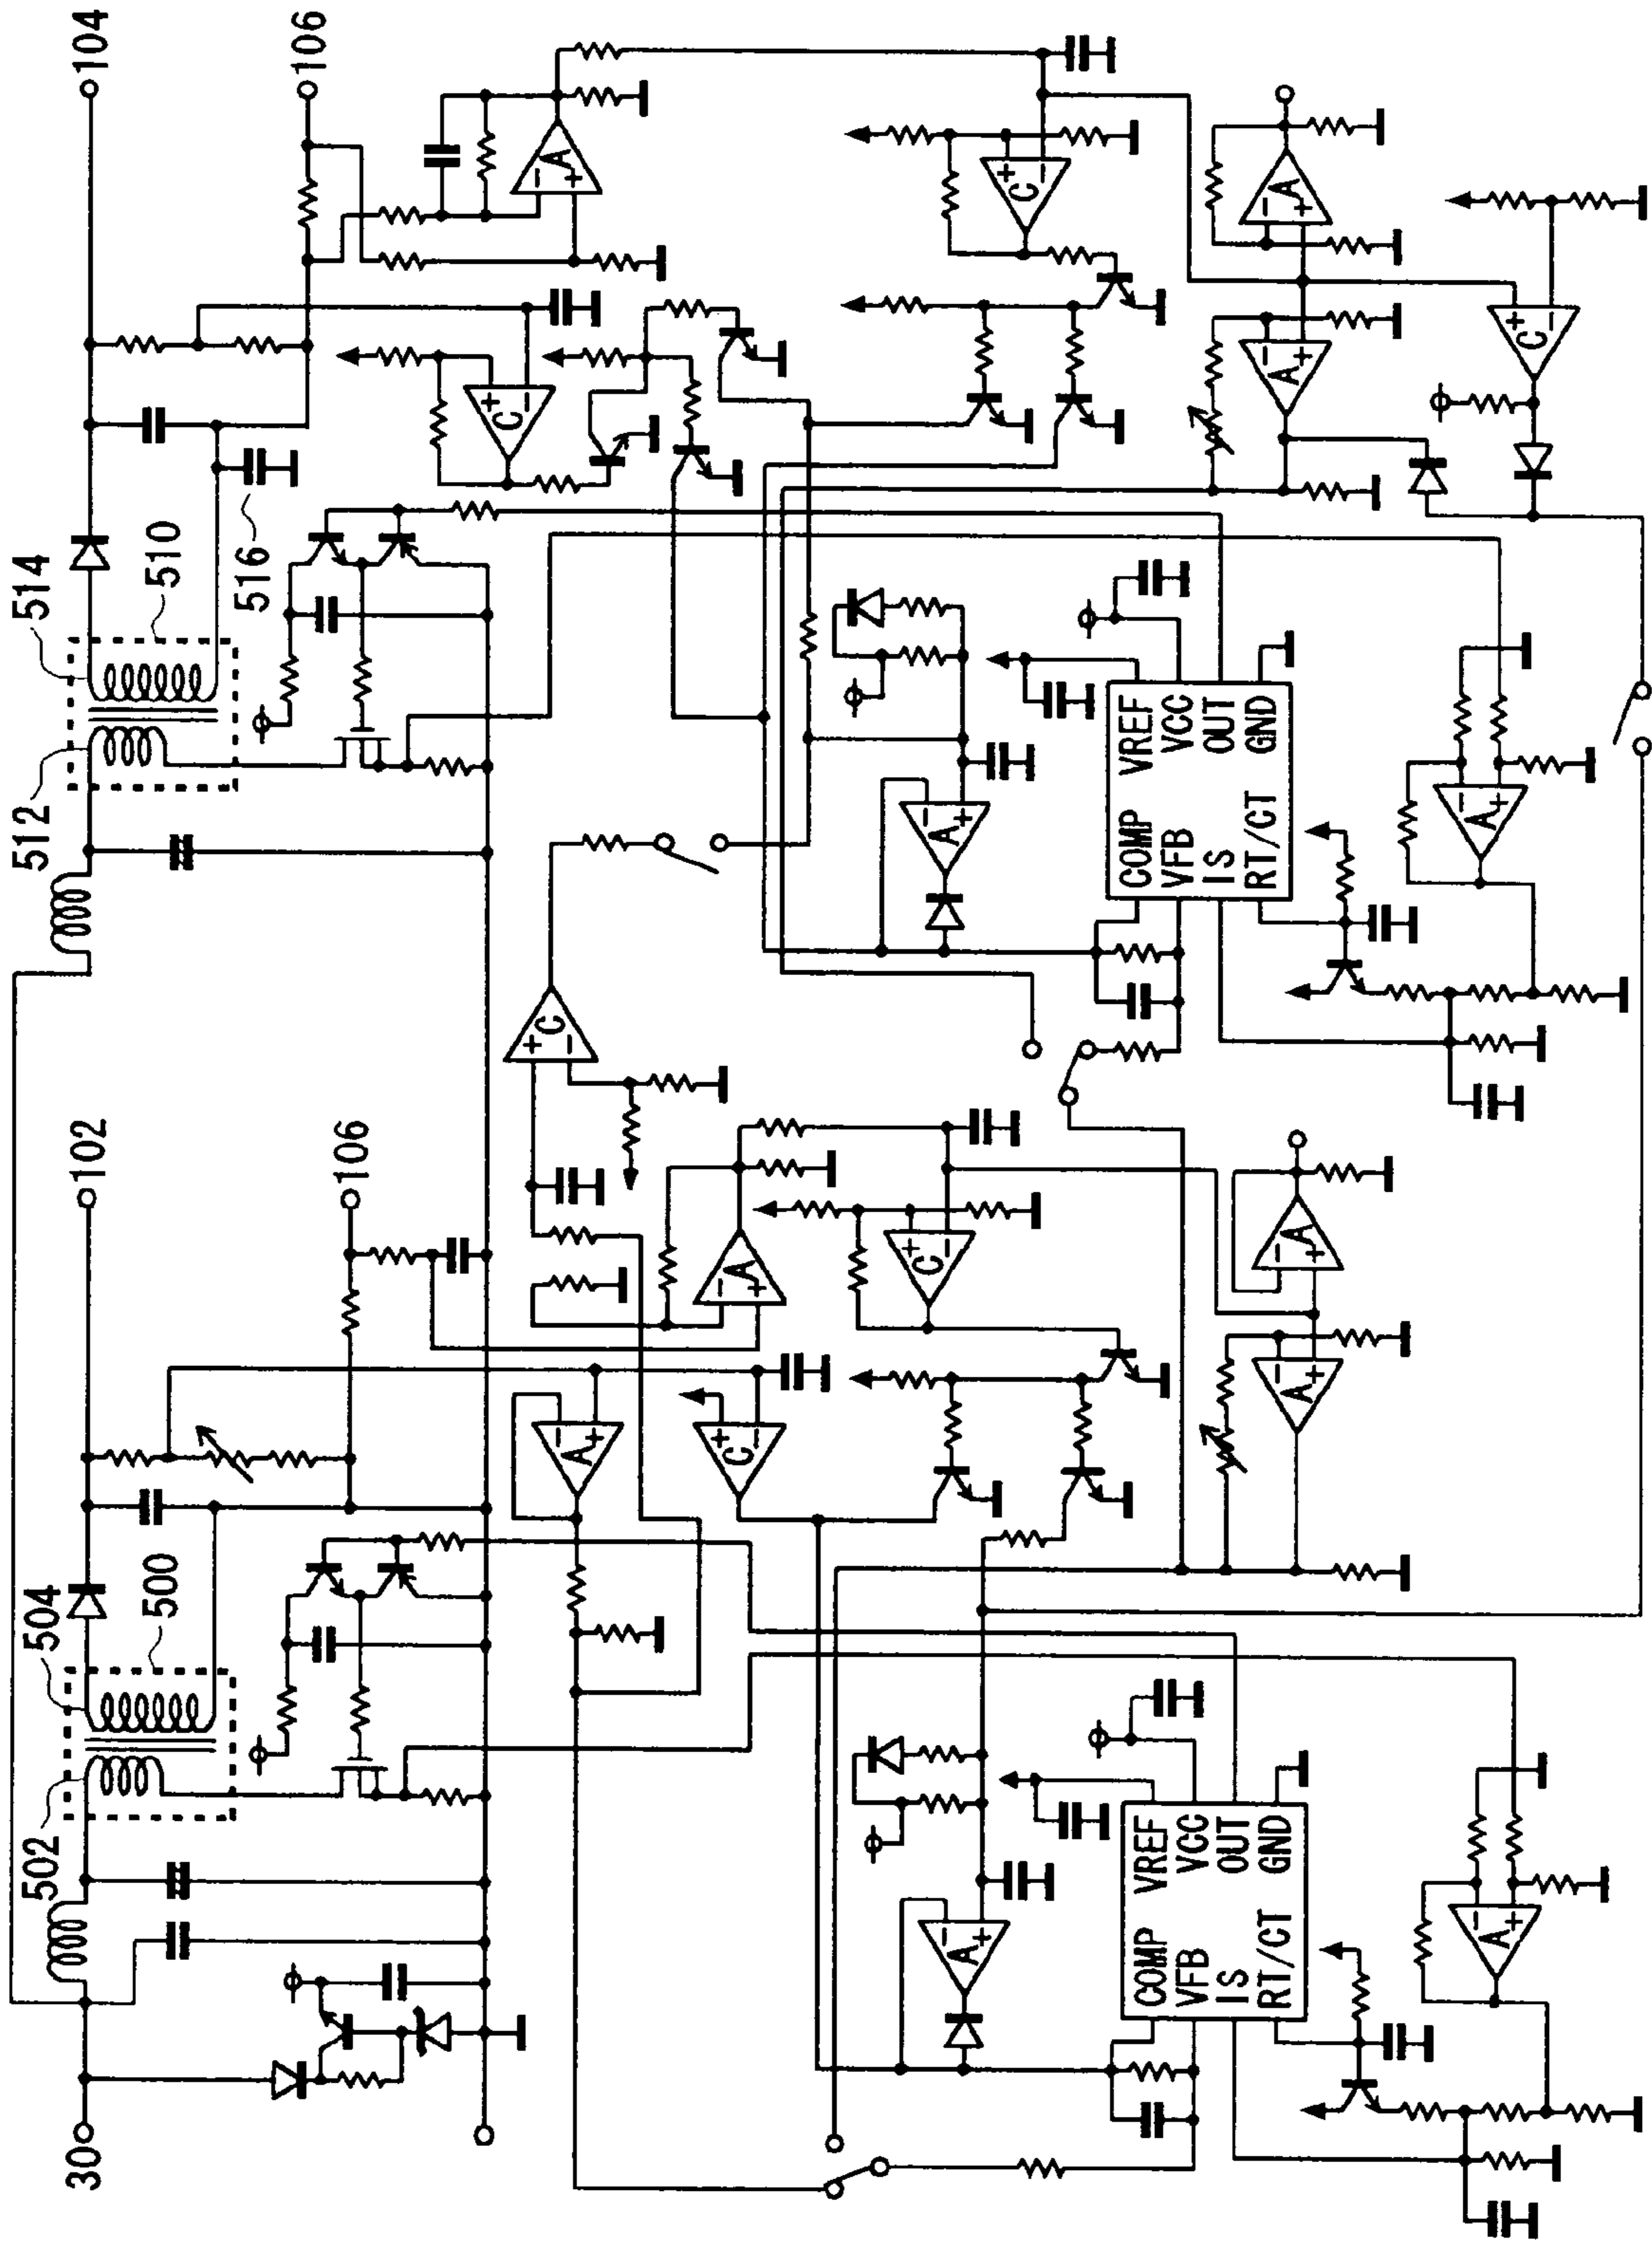 104
106
514
510
516
512
102
106
504
500
502
30
A
+
−
C
+
−
A
−
+
A
−
+
C
+
−
C
+
−
A
−
+
COMP VREF
VFB VCC
IS OUT
RT/CT GND
A
−
+
C
+
−
A
−
+
C
+
−
A
−
+
A
−
+
A
−
+
C
+
−
A
−
+
COMP VREF
VFB VCC
IS OUT
RT/CT GND
A
−
+